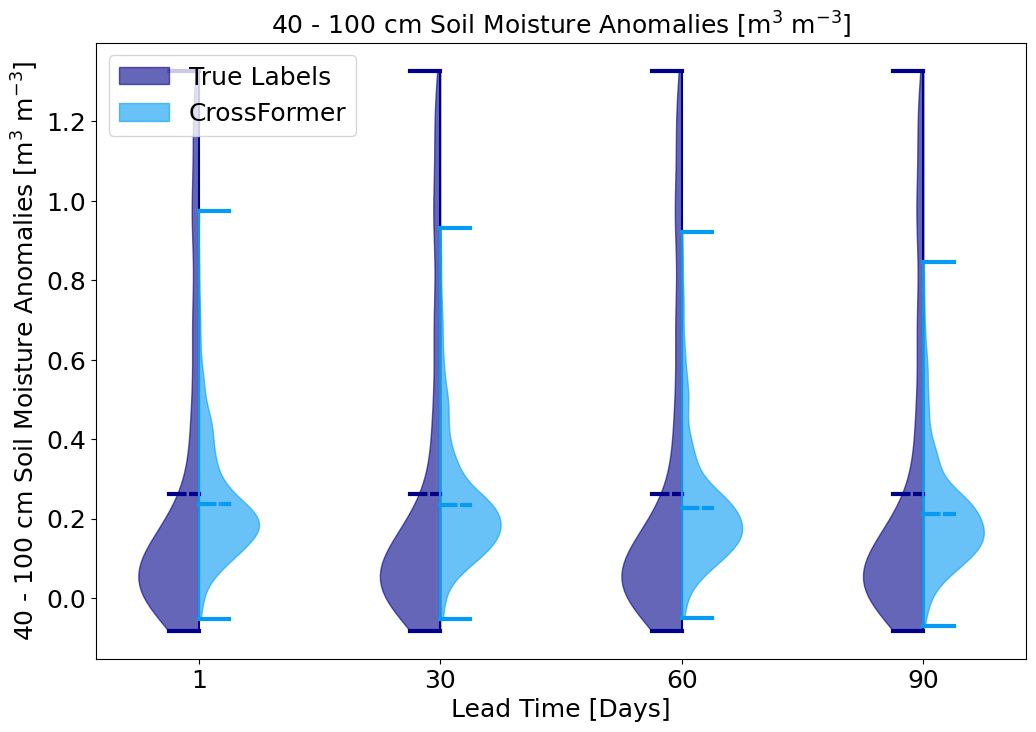 40 - 100 cm Soil Moisture Anomalies [m³ m⁻³]
True Labels
CrossFormer
40 - 100 cm Soil Moisture Anomalies [m³ m⁻³]
1.2
1.0
0.8
0.6
0.4
0.2
0.0
1 30 60 90
Lead Time [Days]